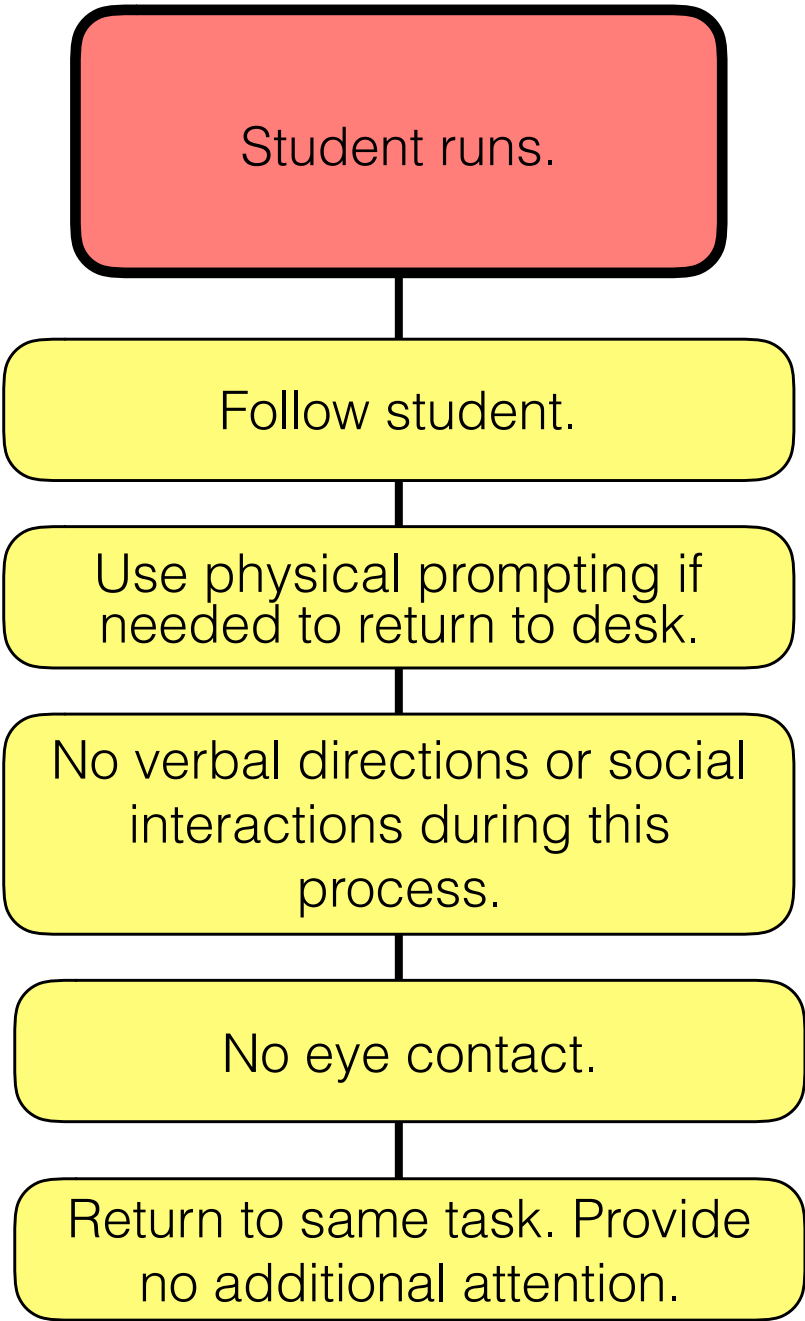 Student runs.
Follow student.
Use physical prompting if
needed to return to desk.
No verbal directions or social
interactions during this
process.
No eye contact.
Return to same task. Provide
no additional attention.